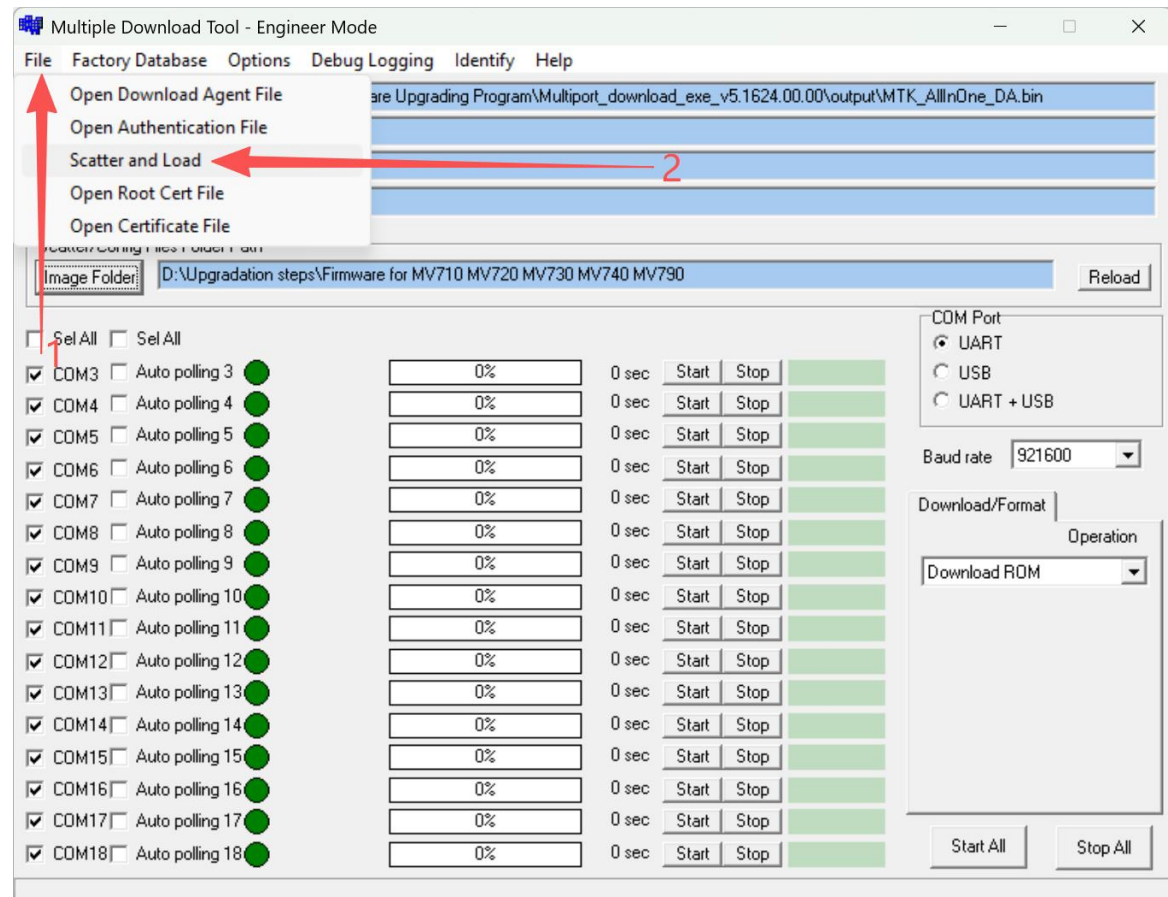 Multiple Download Tool - Engineer Mode
File Factory Database Options Debug Logging Identify Help
Open Download Agent File
are Upgrading Program\Multiport_download_exe_v5.1624.00.00\output\MTK_AllInOne_DA.bin
Open Authentication File
Scatter and Load
2
Open Root Cert File
Open Certificate File
Image Folder D:\Upgradation steps\Firmware for MV710 MV720 MV730 MV740 MV790 Reload
Sel All Sel All
1
COM3 Auto polling 3 0% 0 sec Start Stop
COM4 Auto polling 4 0% 0 sec Start Stop
COM5 Auto polling 5 0% 0 sec Start Stop
COM6 Auto polling 6 0% 0 sec Start Stop
COM7 Auto polling 7 0% 0 sec Start Stop
COM8 Auto polling 8 0% 0 sec Start Stop
COM9 Auto polling 9 0% 0 sec Start Stop
COM10 Auto polling 10 0% 0 sec Start Stop
COM11 Auto polling 11 0% 0 sec Start Stop
COM12 Auto polling 12 0% 0 sec Start Stop
COM13 Auto polling 13 0% 0 sec Start Stop
COM14 Auto polling 14 0% 0 sec Start Stop
COM15 Auto polling 15 0% 0 sec Start Stop
COM16 Auto polling 16 0% 0 sec Start Stop
COM17 Auto polling 17 0% 0 sec Start Stop
COM18 Auto polling 18 0% 0 sec Start Stop
COM Port
UART
USB
UART + USB
Baud rate 921600
Download/Format
Operation
Download ROM
Start All Stop All